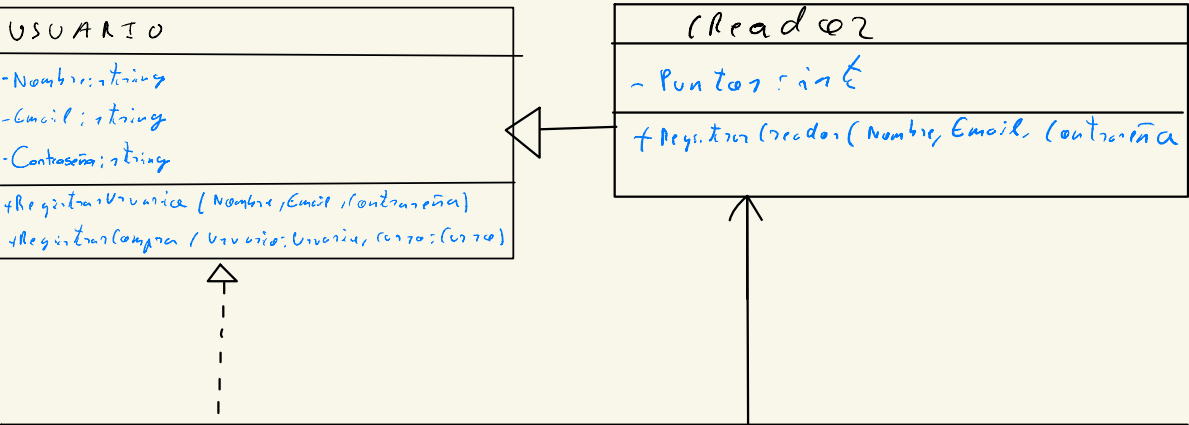 USUARIO
-Nombre: string
-Email: string
-Contraseña: string
+RegistrarUsuario (Nombre, Email, Contraseña)
+RegistrarCompra (Usuario: Usuario, curso: Curso)
CReador
- Puntos: int
+ RegistrarCreador (Nombre, Email, Contraseña